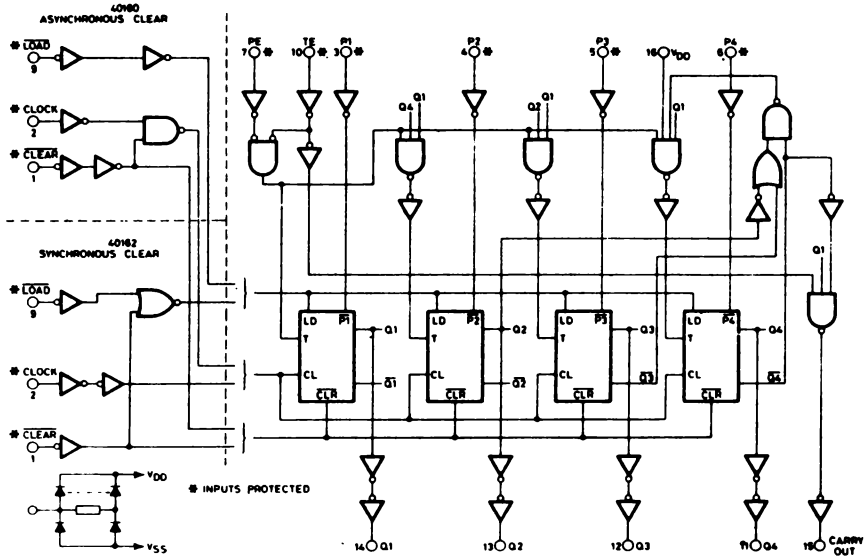 40160
ASYNCHRONOUS CLEAR
* LOAD
9
* CLOCK
2
* CLEAR
1
40162
SYNCHRONOUS CLEAR
* LOAD
9
* CLOCK
2
* CLEAR
1
VDD
VSS
* INPUTS PROTECTED
PE
7 *
TE
10 *
P1
3 *
P2
4 *
P3
5 *
16 VDD
P4
6 *
Q4 Q1
Q2 Q1
Q1
Q1
LD P1
T
CL
CLR
Q1
Q1
LD P2
T
CL
CLR
Q2
Q2
LD P3
T
CL
CLR
Q3
Q3
LD P4
T
CL
CLR
Q4
Q4
14 Q1
13 Q2
12 Q3
11 Q4
15 CARRY OUT